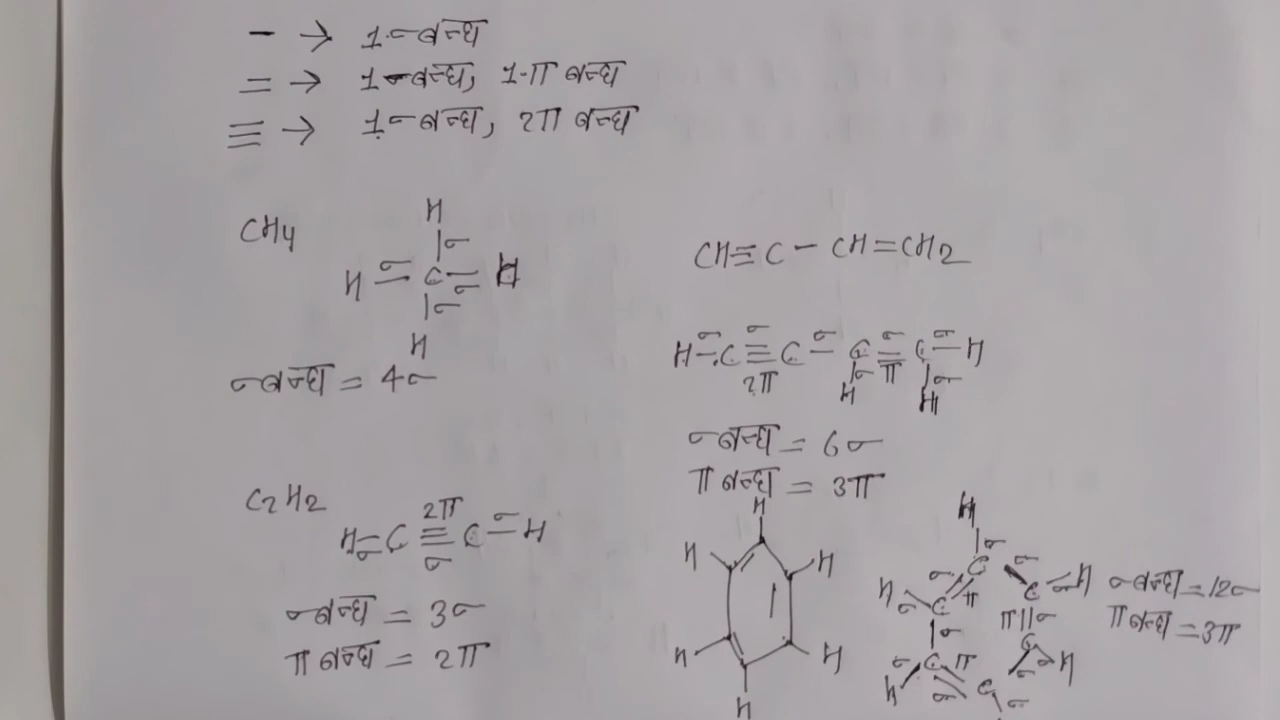 − → 1σ बन्ध
= → 1σ बन्ध, 1-π बन्ध
≡ → 1σ बन्ध, 2π बन्ध
CH4
H
σ
H σ C σ H
σ
H
σ बन्ध = 4σ
C2H2
2π
H − C ≡ C − H
σ σ σ
σ बन्ध = 3σ
π बन्ध = 2π
CH≡C − CH=CH2
σ σ σ σ σ
H − C ≡ C − C = C − H
2π σ π σ
H H
σ बन्ध = 6σ
π बन्ध = 3π
H
H H
H H
H
H
σ
σ C σ
H σ C π C H
σ π σ
σ C π C σ H
H σ C σ
σ
σ बन्ध = 12σ
π बन्ध = 3π